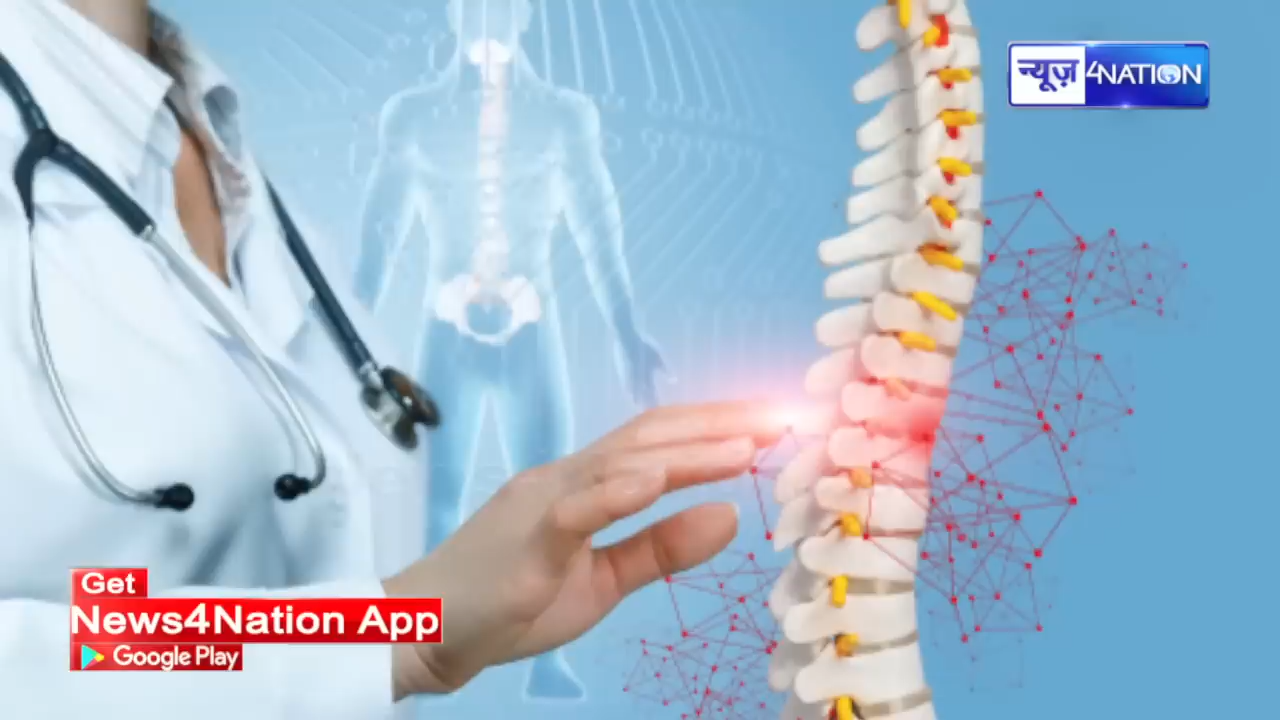 न्यूज़ 4NATION
Get
News4Nation App
Google Play